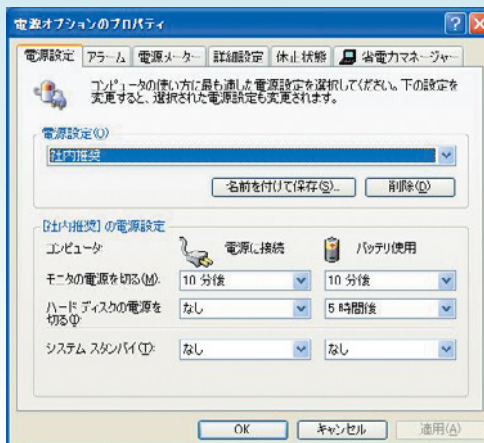 電源オプションのプロパティ
電源設定 アラーム 電源メーター 詳細設定 休止状態 省電力マネージャー
コンピュータの使い方に最も適した電源設定を選択してください。下の設定を
変更すると、選択された電源設定も変更されます。
電源設定(O)
社内推奨
名前を付けて保存(S)... 削除(D)
[社内推奨] の電源設定
コンピュータ: 電源に接続 バッテリ使用
モニタの電源を切る(M): 10 分後 10 分後
ハード ディスクの電源を なし 5 時間後
切る(I):
システム スタンバイ(T): なし なし
OK キャンセル 適用(A)